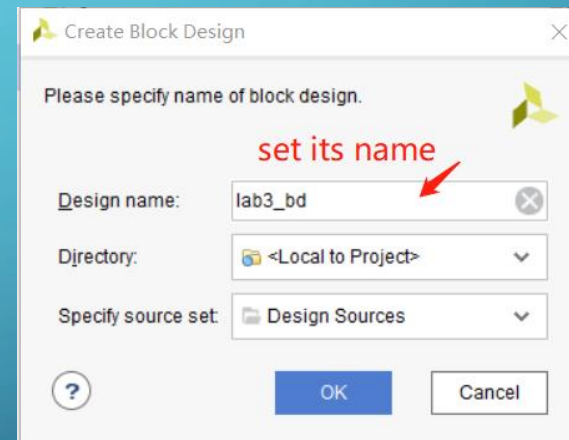 Create Block Design
Please specify name of block design.
set its name
Design name: lab3_bd
Directory: <Local to Project>
Specify source set: Design Sources
? OK Cancel